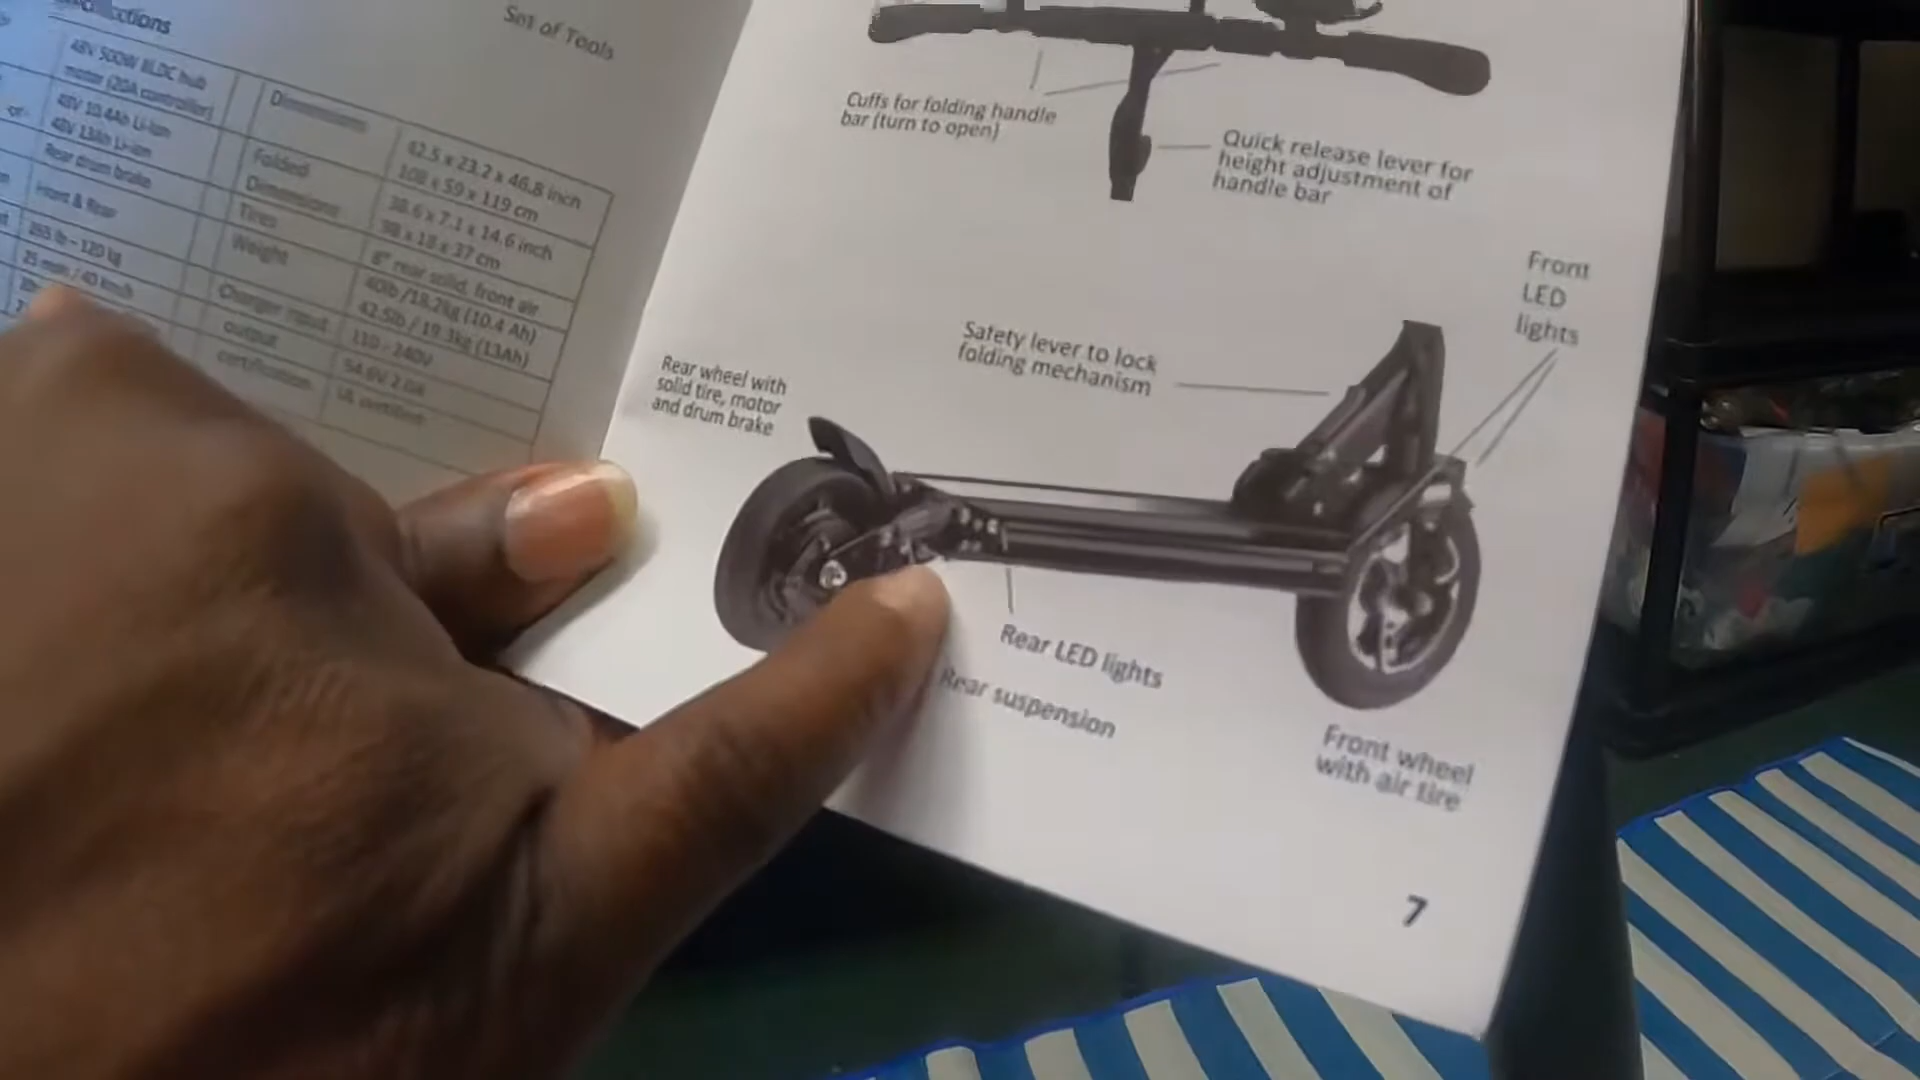 Set of Tools
48V 500W BLDC hub
motor (20A controller)
48V 10.4Ah Li-Ion
48V 13Ah Li-Ion
Rear drum brake
Front & Rear
265 lb - 120 kg
25 mph / 40 km/h
Dimensions
42.5 x 23.2 x 46.8 inch
108 x 59 x 119 cm
Folded
Dimensions
38.6 x 7.1 x 14.6 inch
98 x 18 x 37 cm
Tires
8" rear solid, front air
Weight
40lb /18.2kg (10.4 Ah)
42.5lb / 19.3kg (13Ah)
Charger input
110 - 240V
output
54.6V 2.0A
certification
UL
Cuffs for folding handle
bar (turn to open)
Quick release lever for
height adjustment of
handle bar
Front
LED
lights
Safety lever to lock
folding mechanism
Rear wheel with
solid tire, motor
and drum brake
Rear LED lights
Rear suspension
Front wheel
with air tire
7